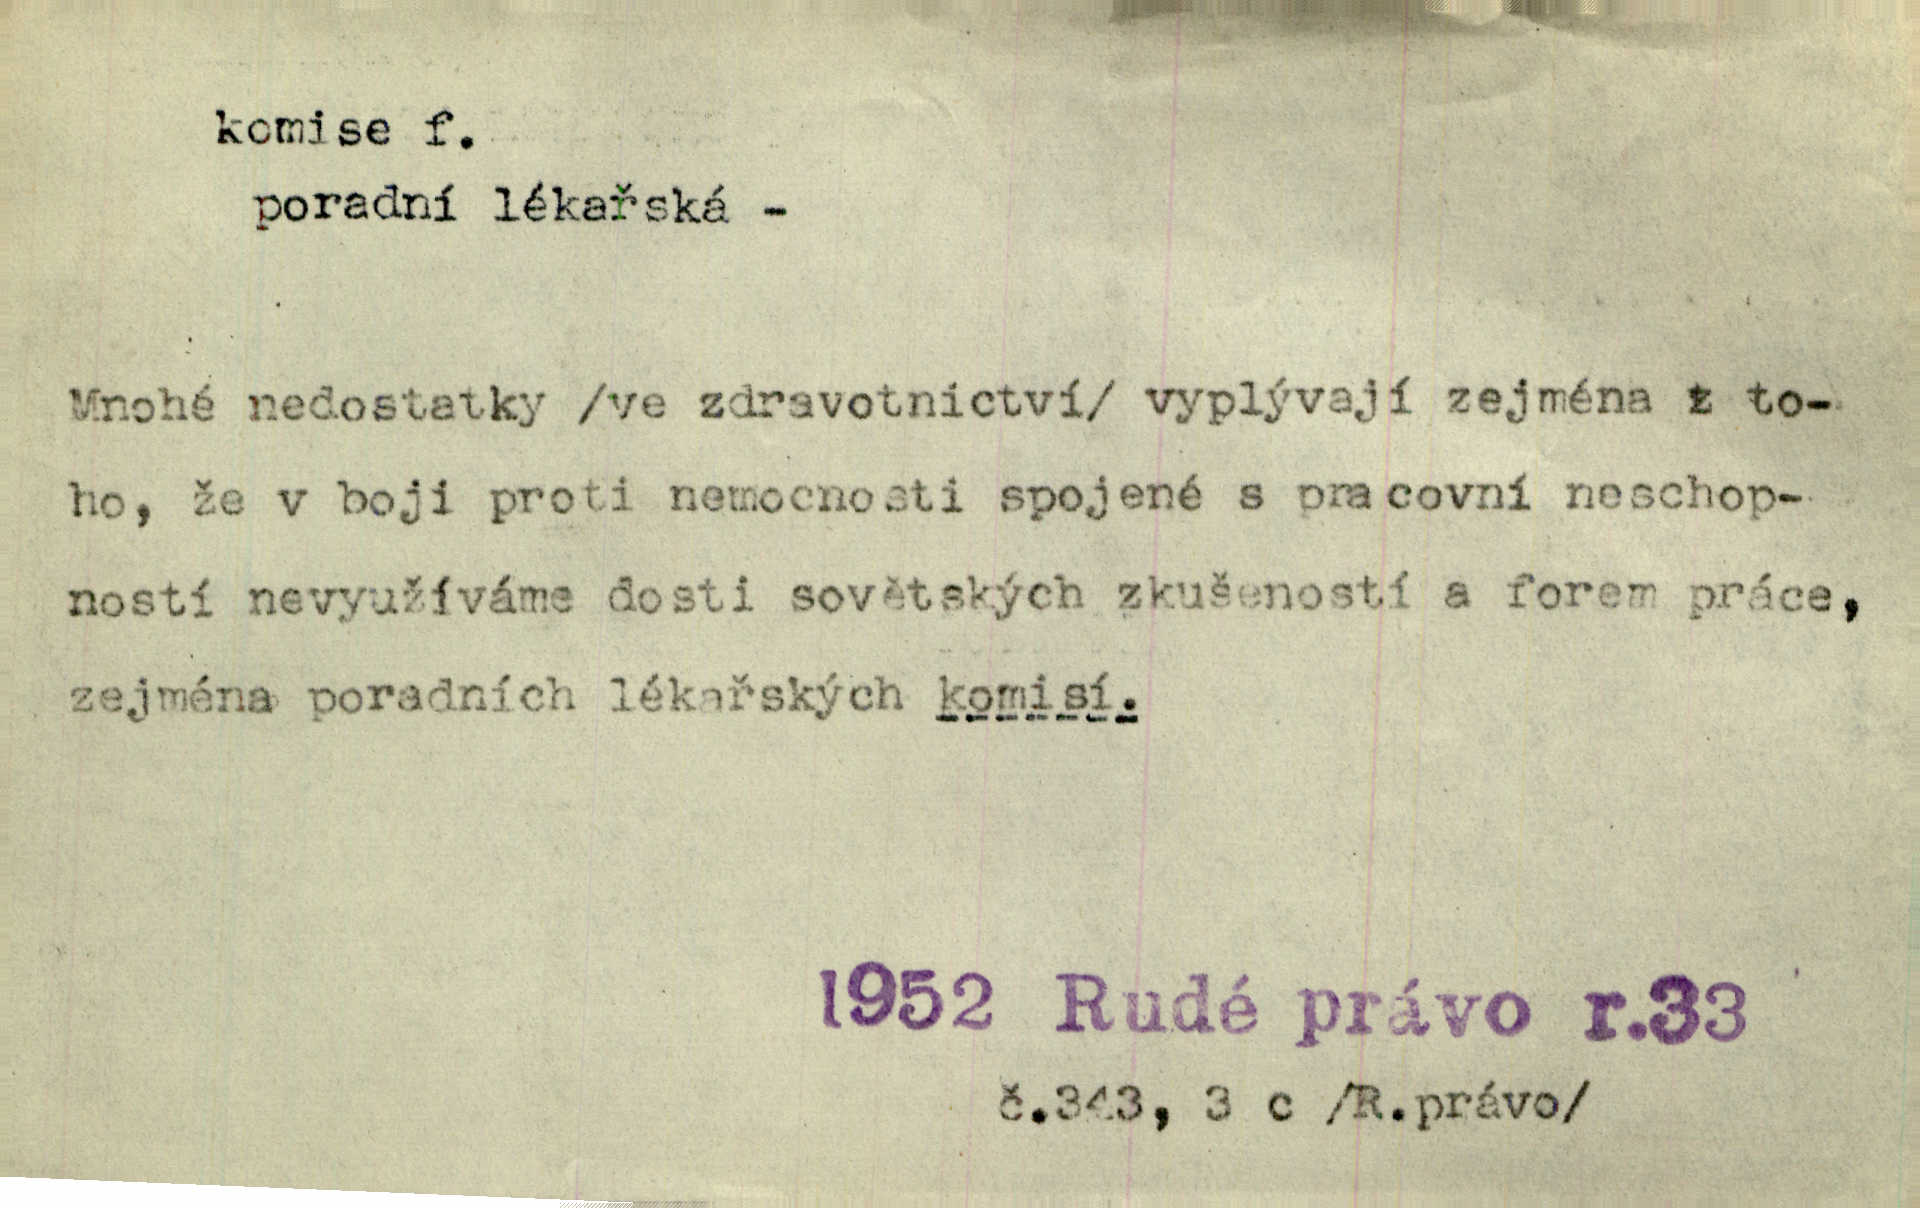 komise f.
poradní lékařská -
Mnohé nedostatky /ve zdravotnictví/ vyplývají zejména z to-
ho, že v boji proti nemocnosti spojené s pracovní neschop-
ností nevyužíváme dosti sovětských zkušeností a forem práce,
zejména poradních lékařských komisí.
1952 Rudé právo r.33
č.343, 3 c /R.právo/